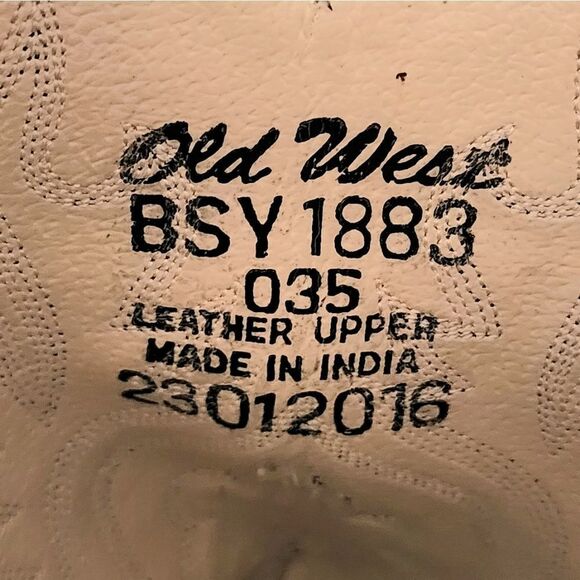 Old West
BSY 1883
035
LEATHER UPPER
MADE IN INDIA
23012016